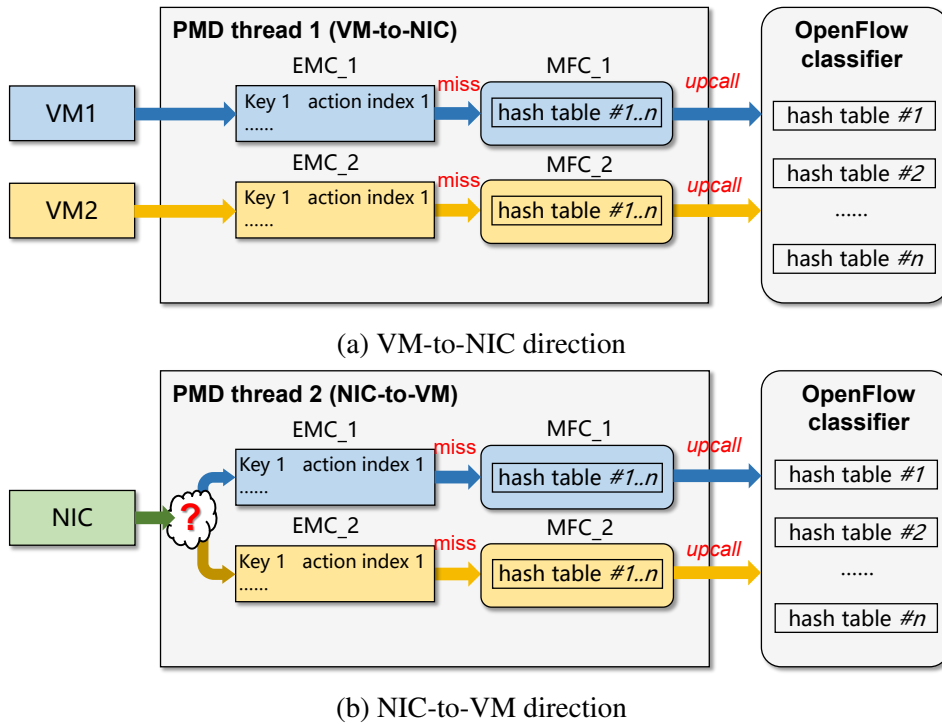 PMD thread 1 (VM-to-NIC)
OpenFlow
classifier
EMC_1
miss
MFC_1
upcall
VM1
Key 1 action index 1
......
hash table #1..n
hash table #1
EMC_2
miss
MFC_2
upcall
VM2
Key 1 action index 1
......
hash table #1..n
hash table #2
......
hash table #n
(a) VM-to-NIC direction
PMD thread 2 (NIC-to-VM)
OpenFlow
classifier
EMC_1
miss
MFC_1
upcall
Key 1 action index 1
......
hash table #1..n
hash table #1
NIC
?
EMC_2
miss
MFC_2
upcall
Key 1 action index 1
......
hash table #1..n
hash table #2
......
hash table #n
(b) NIC-to-VM direction